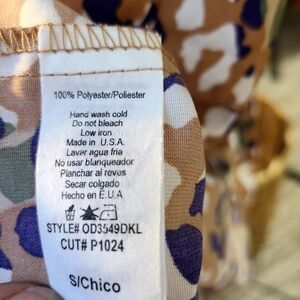 100% Polyester/Poliester
Hand wash cold
Do not bleach
Low iron
Made in U.S.A.
Lavar agua fria
No usar blanqueador
Planchar al reves
Secar colgado
Hecho en E.U.A
STYLE# OD3549DKL
CUT# P1024
S/Chico